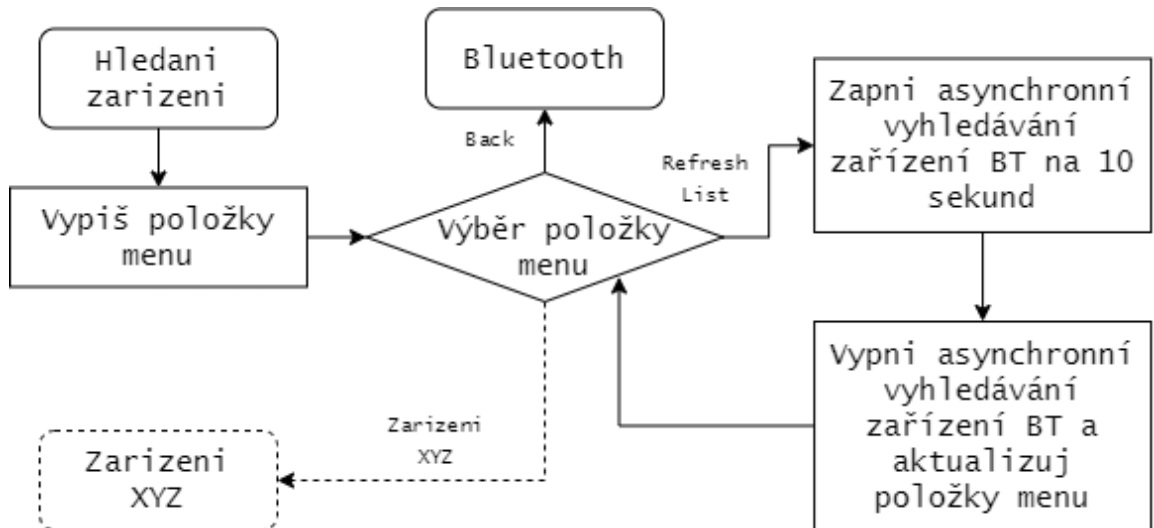 Hledani
zarizeni
Bluetooth
Zapni asynchronní
vyhledávání
zařízení BT na 10
sekund
Back
Refresh
List
Vypiš položky
menu
Výběr položky
menu
Vypni asynchronní
vyhledávání
zařízení BT a
aktualizuj
položky menu
Zarizeni
XYZ
Zarizeni
XYZ